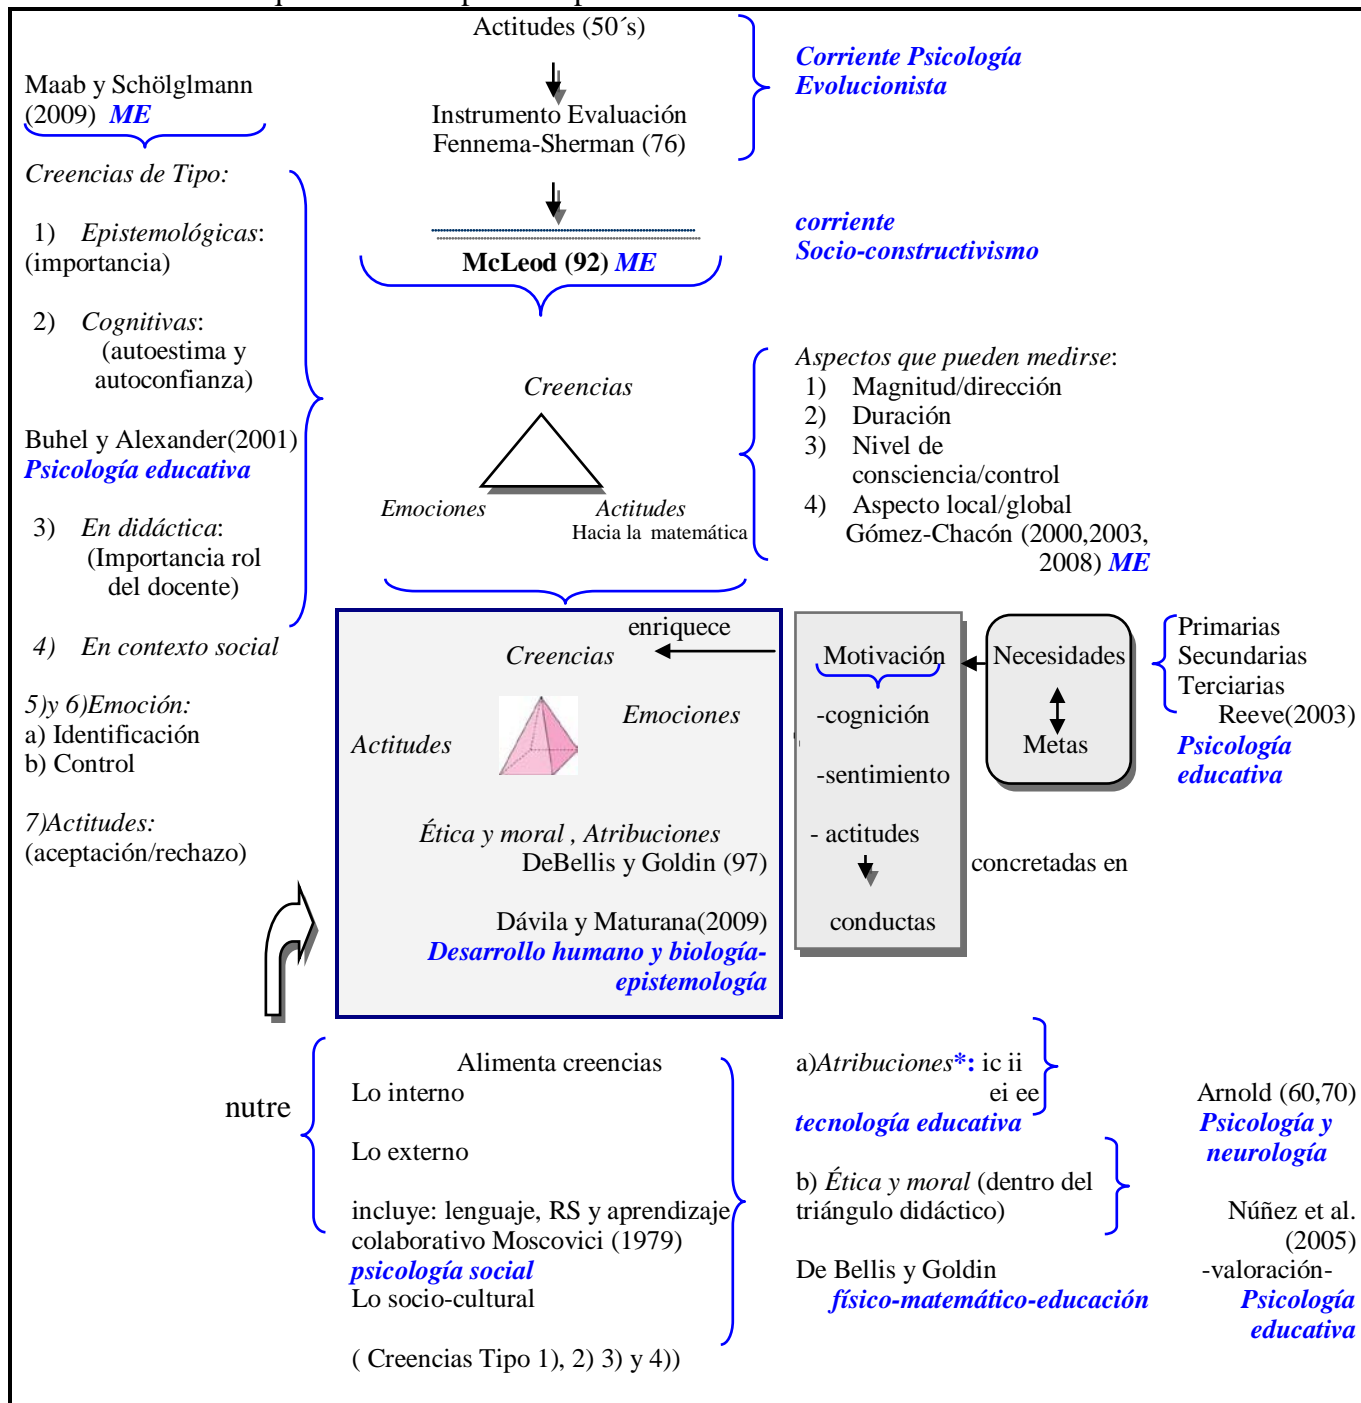 Actitudes (50´s)
Corriente Psicología
Evolucionista
Maab y Schölglmann
(2009) ME
Instrumento Evaluación
Fennema-Sherman (76)
Creencias de Tipo:
1) Epistemológicas:
(importancia)
2) Cognitivas:
(autoestima y
autoconfianza)
Buhel y Alexander(2001)
Psicología educativa
3) En didáctica:
(Importancia rol
del docente)
4) En contexto social
5)y 6)Emoción:
a) Identificación
b) Control
7)Actitudes:
(aceptación/rechazo)
corriente
Socio-constructivismo
McLeod (92) ME
Creencias
Emociones
Actitudes
Hacia la matemática
Aspectos que pueden medirse:
1) Magnitud/dirección
2) Duración
3) Nivel de
consciencia/control
4) Aspecto local/global
Gómez-Chacón (2000,2003,
2008) ME
enriquece
Creencias
Emociones
Actitudes
Ética y moral , Atribuciones
DeBellis y Goldin (97)
Dávila y Maturana(2009)
Desarrollo humano y biología-
epistemología
Motivación
-cognición
-sentimiento
- actitudes
conductas
Necesidades
Metas
concretadas en
Primarias
Secundarias
Terciarias
Reeve(2003)
Psicología
educativa
nutre
Alimenta creencias
Lo interno
Lo externo
incluye: lenguaje, RS y aprendizaje
colaborativo Moscovici (1979)
psicología social
Lo socio-cultural
( Creencias Tipo 1), 2) 3) y 4))
a)Atribuciones*: ic ii
ei ee
tecnología educativa
b) Ética y moral (dentro del
triángulo didáctico)
De Bellis y Goldin
físico-matemático-educación
Arnold (60,70)
Psicología y
neurología
Núñez et al.
(2005)
-valoración-
Psicología
educativa